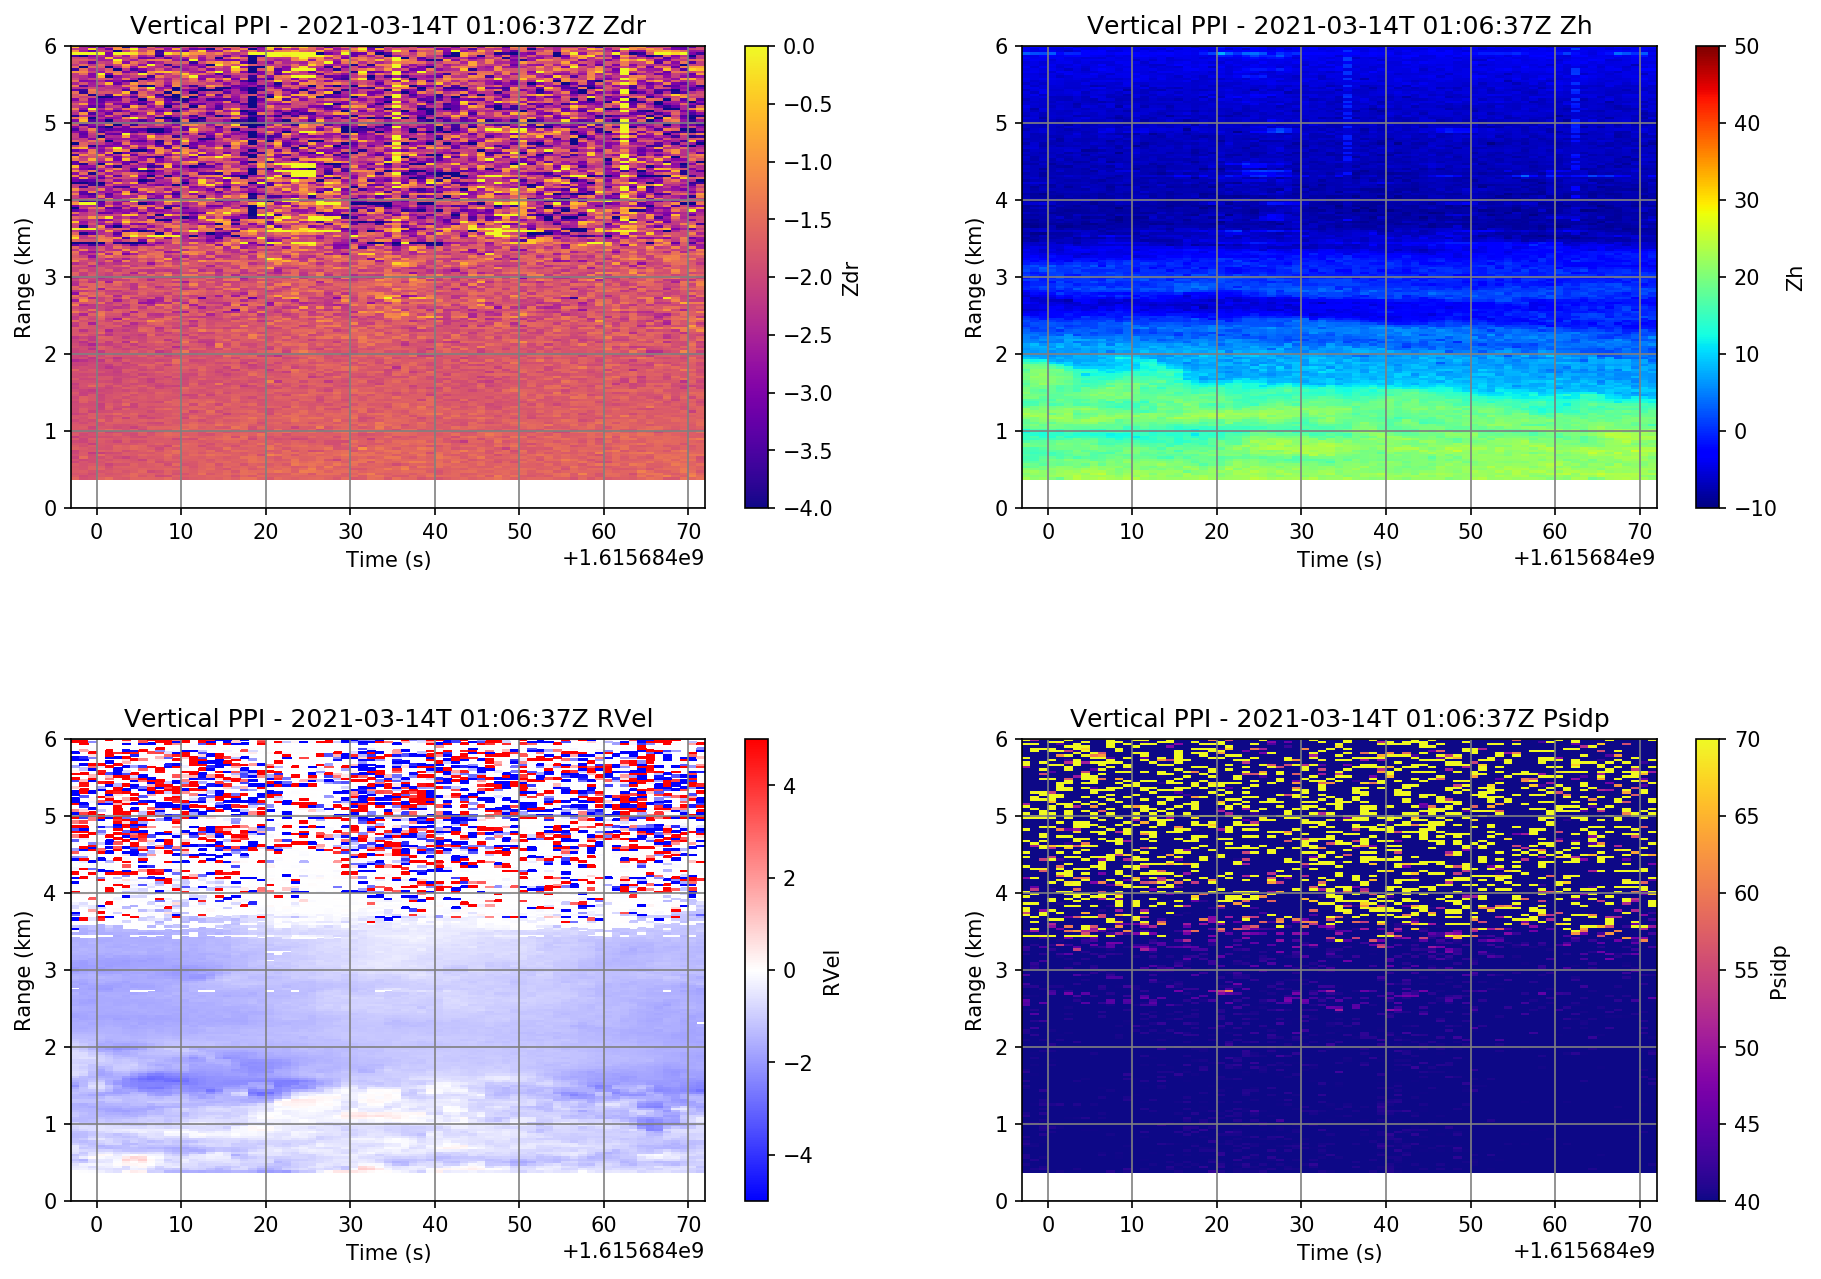 Vertical PPI - 2021-03-14T 01:06:37Z Zdr
6
5
4
3
2
1
0
Range (km)
0 10 20 30 40 50 60 70
Time (s)
+1.615684e9
0.0
−0.5
−1.0
−1.5
−2.0
−2.5
−3.0
−3.5
−4.0
Zdr
Vertical PPI - 2021-03-14T 01:06:37Z Zh
6
5
4
3
2
1
0
Range (km)
0 10 20 30 40 50 60 70
Time (s)
+1.615684e9
50
40
30
20
10
0
−10
Zh
Vertical PPI - 2021-03-14T 01:06:37Z RVel
6
5
4
3
2
1
0
Range (km)
0 10 20 30 40 50 60 70
Time (s)
+1.615684e9
4
2
0
−2
−4
RVel
Vertical PPI - 2021-03-14T 01:06:37Z Psidp
6
5
4
3
2
1
0
Range (km)
0 10 20 30 40 50 60 70
Time (s)
+1.615684e9
70
65
60
55
50
45
40
Psidp